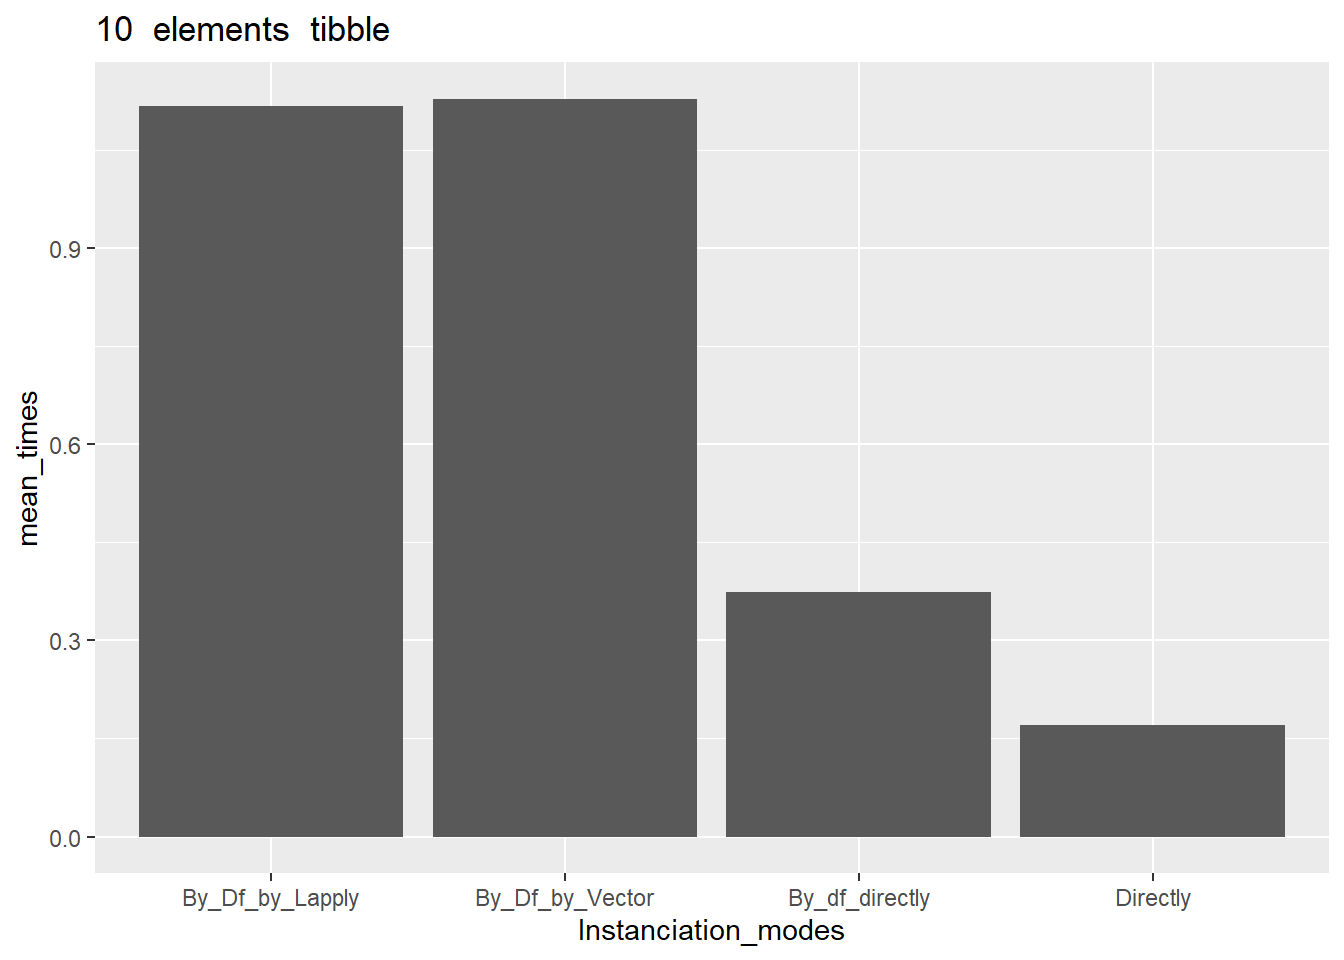 10 elements tibble
mean_times
0.9
0.6
0.3
0.0
By_Df_by_Lapply
By_Df_by_Vector
By_df_directly
Directly
Instanciation_modes